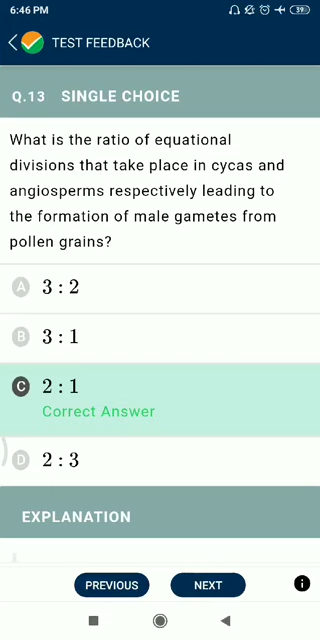 6:46 PM
39
TEST FEEDBACK
Q.13 SINGLE CHOICE
What is the ratio of equational
divisions that take place in cycas and
angiosperms respectively leading to
the formation of male gametes from
pollen grains?
A 3 : 2
B 3 : 1
C 2 : 1
Correct Answer
D 2 : 3
EXPLANATION
PREVIOUS NEXT